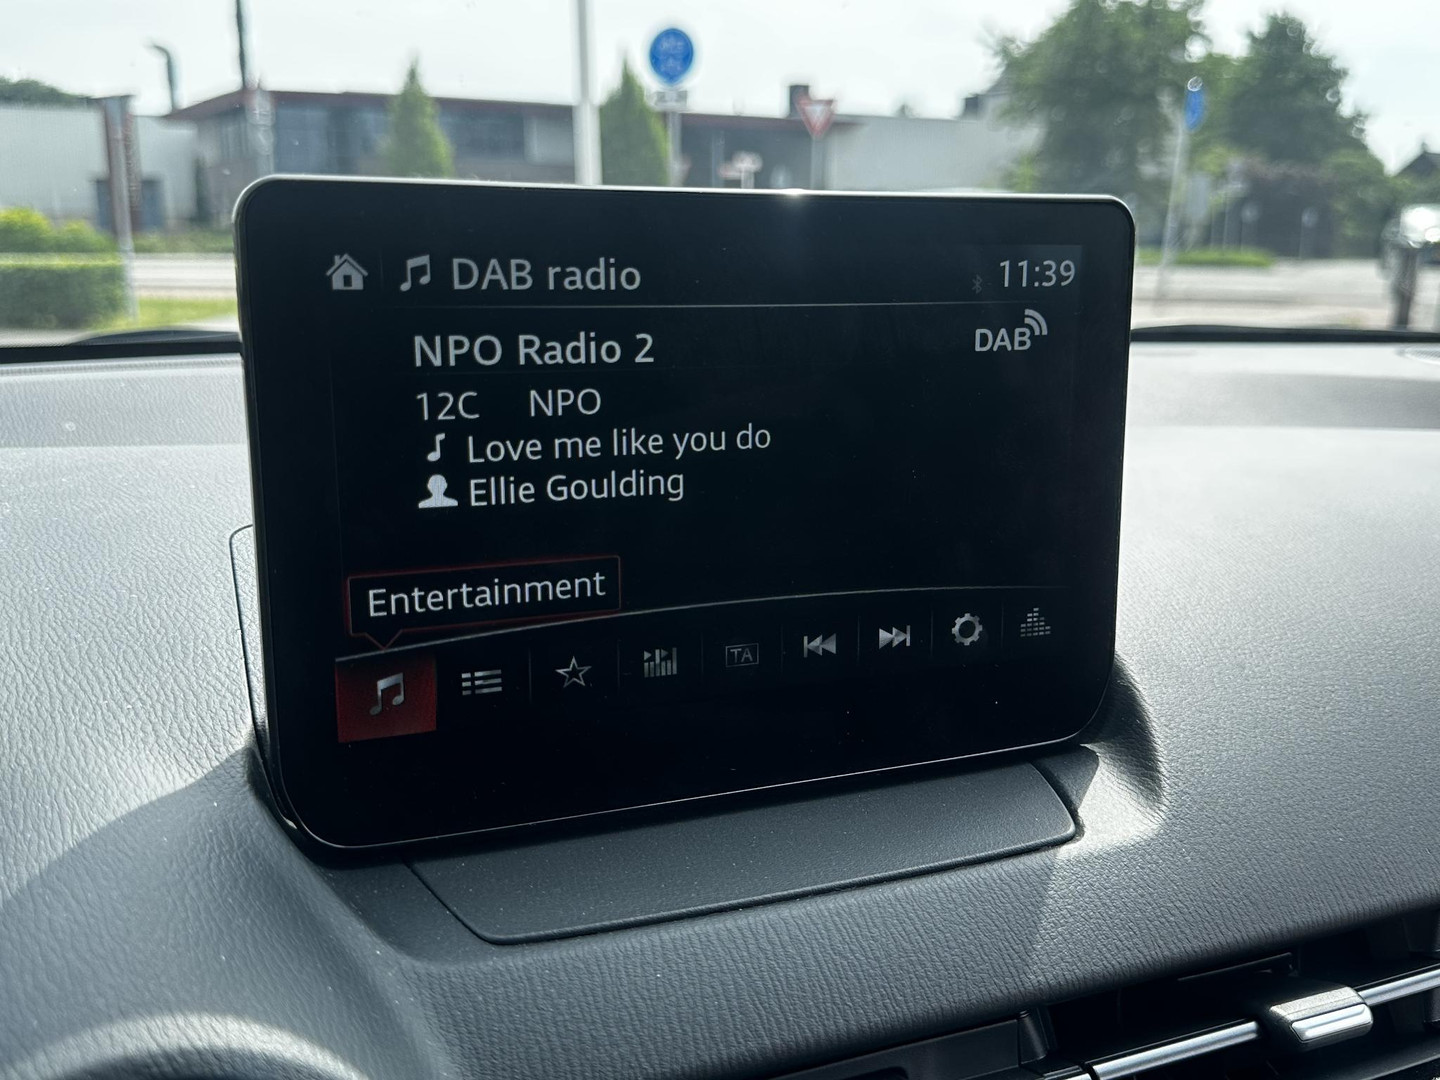 DAB radio
11:39
NPO Radio 2
DAB
12C NPO
Love me like you do
Ellie Goulding
Entertainment
TA